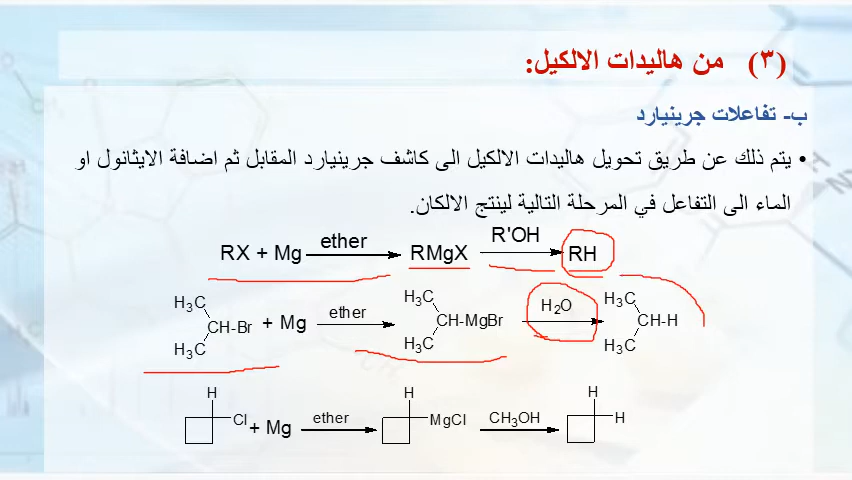 (٣) من هاليدات الالكيل:
ب- تفاعلات جرينيارد
• يتم ذلك عن طريق تحويل هاليدات الالكيل الى كاشف جرينيارد المقابل ثم اضافة الايثانول او
الماء الى التفاعل في المرحلة التالية لينتج الالكان.
RX + Mg ether RMgX R'OH RH
H₃C H₃C H₃C
CH-Br + Mg ether CH-MgBr H₂O CH-H
H₃C H₃C H₃C
H H H
Cl + Mg ether MgCl CH₃OH H